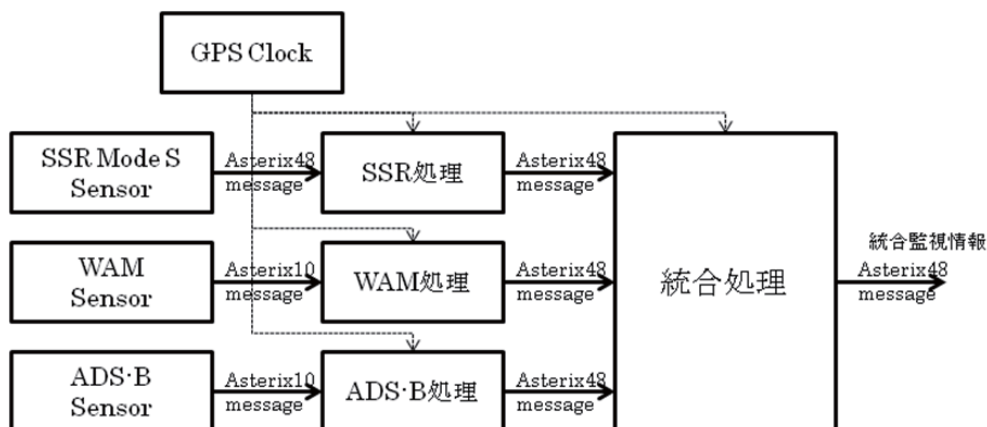 GPS Clock
SSR Mode S
Sensor
Asterix48
message
SSR処理
Asterix48
message
WAM
Sensor
Asterix10
message
WAM処理
Asterix48
message
ADS-B
Sensor
Asterix10
message
ADS-B処理
Asterix48
message
統合処理
統合監視情報
Asterix48
message